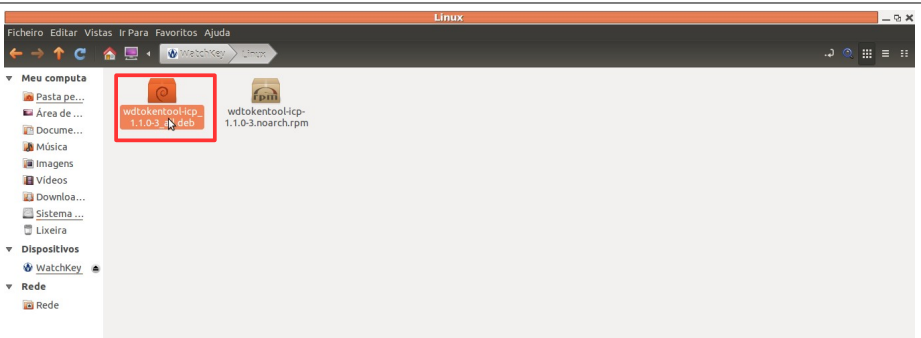 Linux
Ficheiro Editar Vistas Ir Para Favoritos Ajuda
WatchKey Linux
Meu computa
Pasta pe...
Área de ...
Docume...
Música
Imagens
Vídeos
Downloa...
Sistema ...
Lixeira
Dispositivos
WatchKey
Rede
Rede
wdtokentool-icp_
1.1.0-3_a deb
rpm
wdtokentool-icp-
1.1.0-3.noarch.rpm